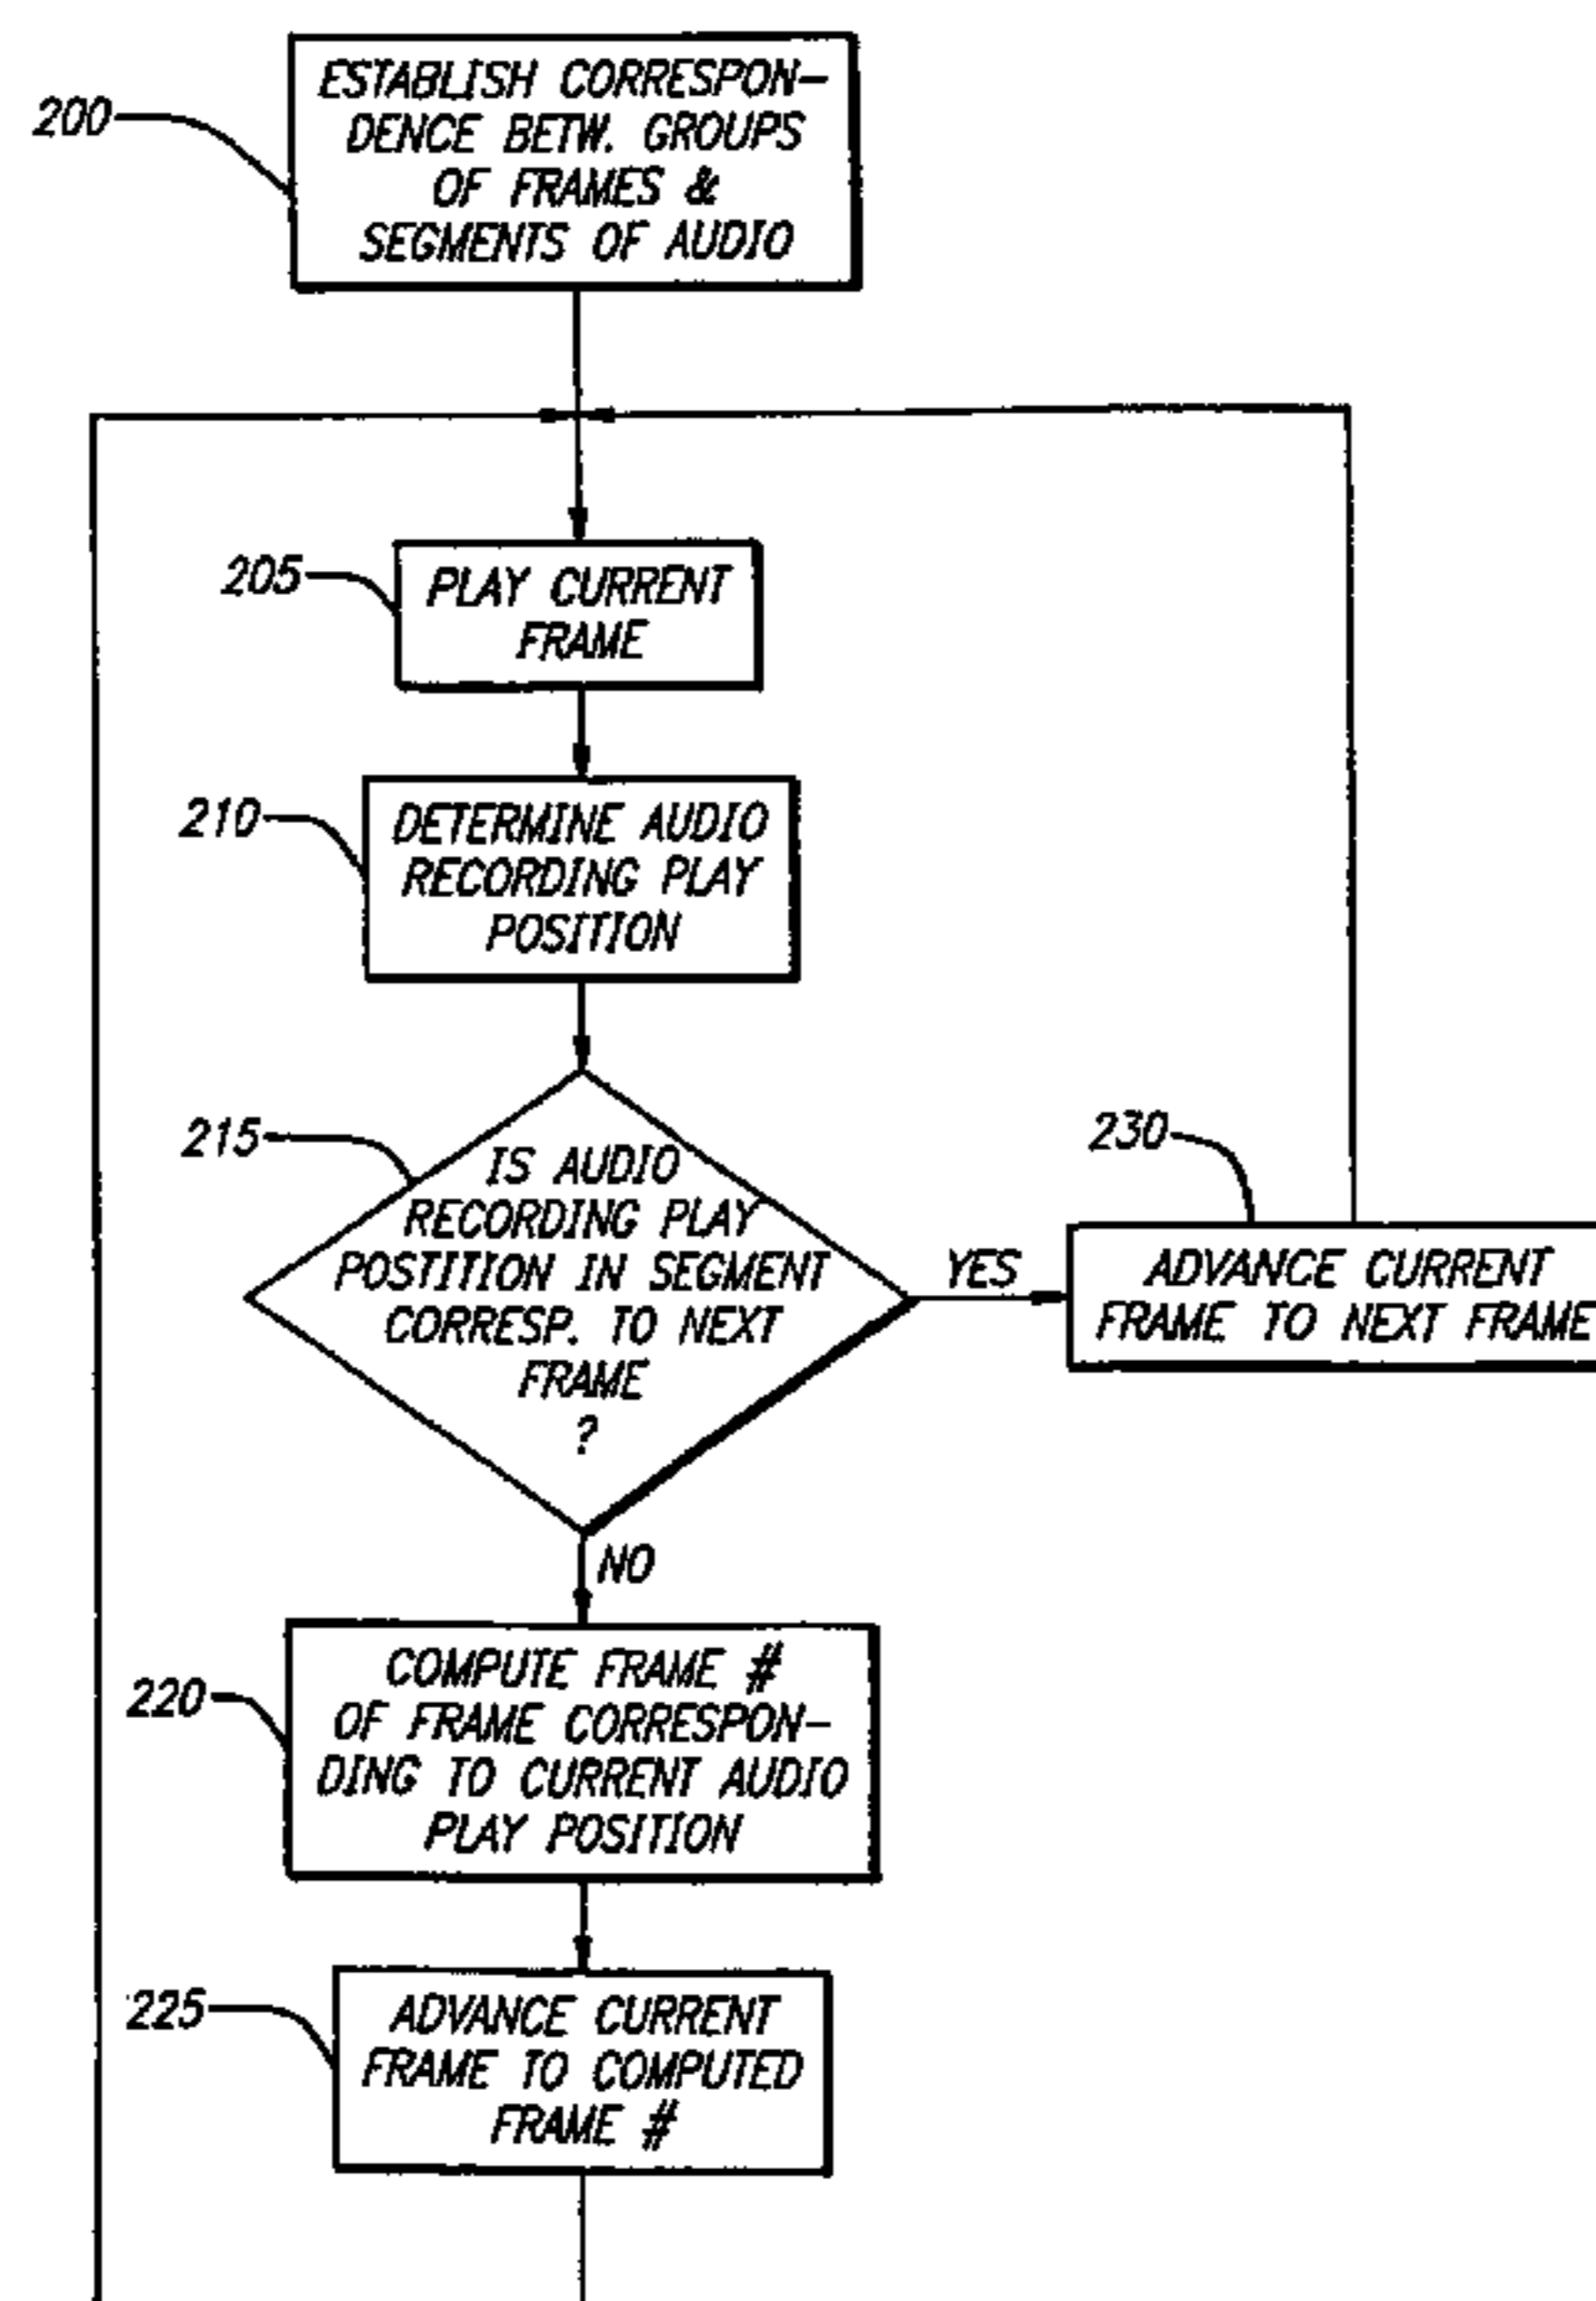 200
ESTABLISH CORRESPON-
DENCE BETW. GROUPS
OF FRAMES &
SEGMENTS OF AUDIO
205
PLAY CURRENT
FRAME
210
DETERMINE AUDIO
RECORDING PLAY
POSITION
215
IS AUDIO
RECORDING PLAY
POSTITION IN SEGMENT
CORRESP. TO NEXT
FRAME
?
YES
230
ADVANCE CURRENT
FRAME TO NEXT FRAME
NO
220
COMPUTE FRAME #
OF FRAME CORRESPON-
DING TO CURRENT AUDIO
PLAY POSITION
225
ADVANCE CURRENT
FRAME TO COMPUTED
FRAME #